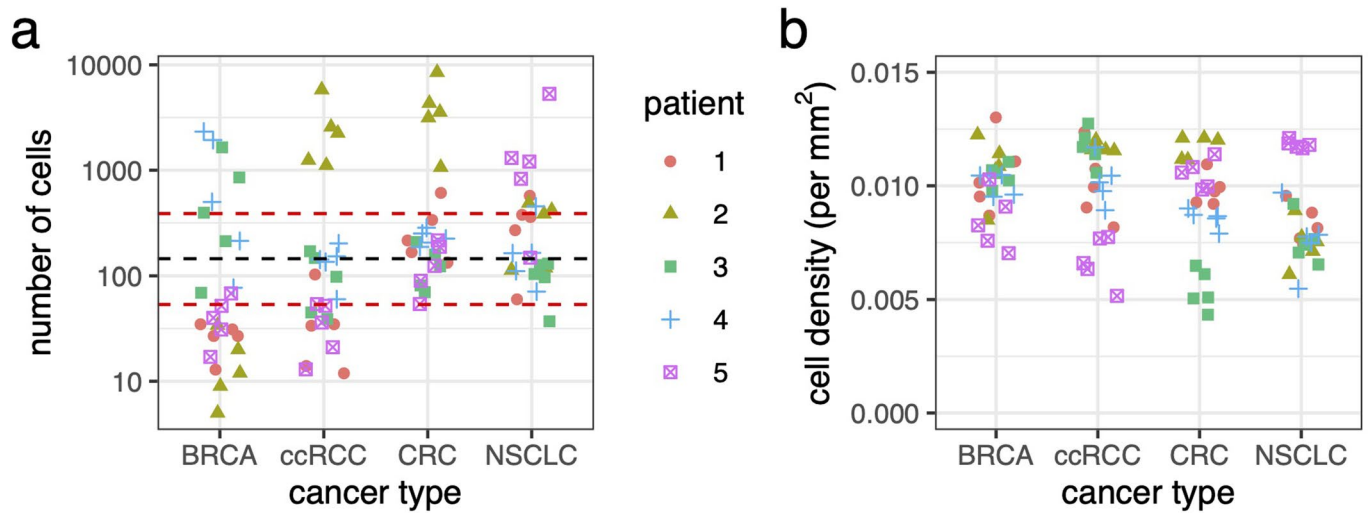 a
number of cells
10000
1000
100
10
BRCA ccRCC CRC NSCLC
cancer type
patient
1
2
3
4
5
b
cell density (per mm²)
0.015
0.010
0.005
0.000
BRCA ccRCC CRC NSCLC
cancer type